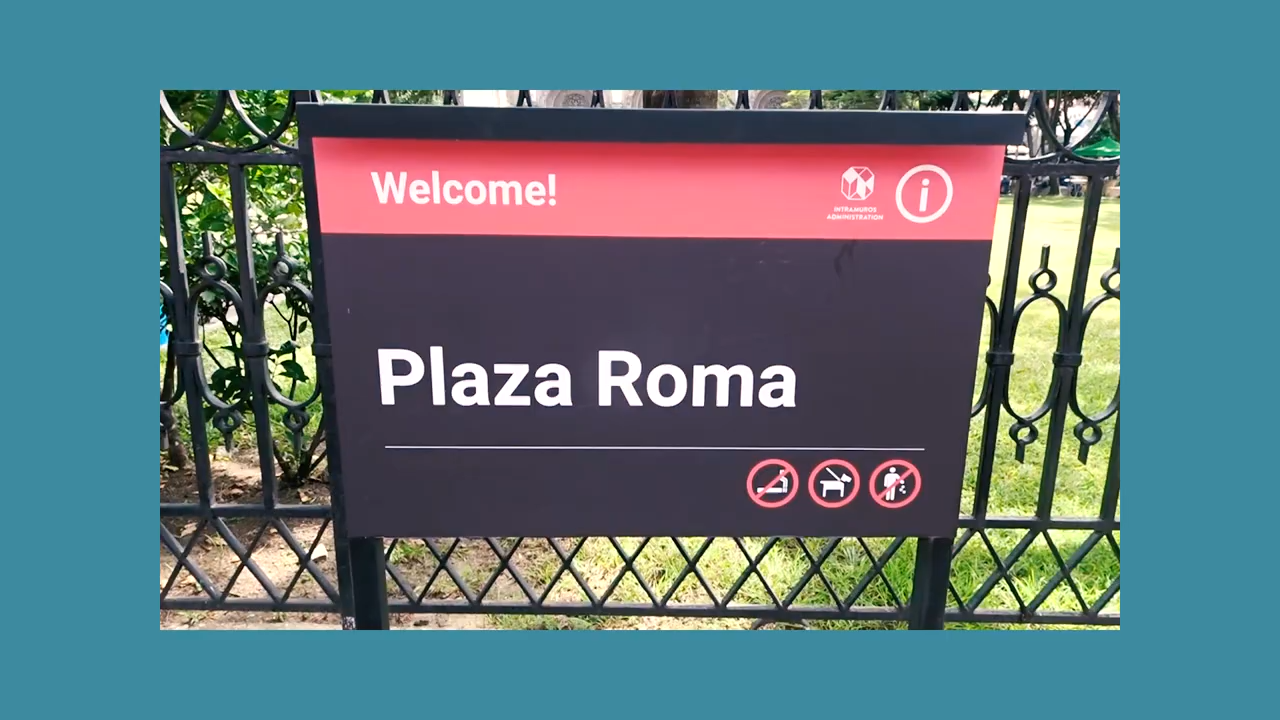 Welcome!
INTRAMUROS
ADMINISTRATION
i
Plaza Roma